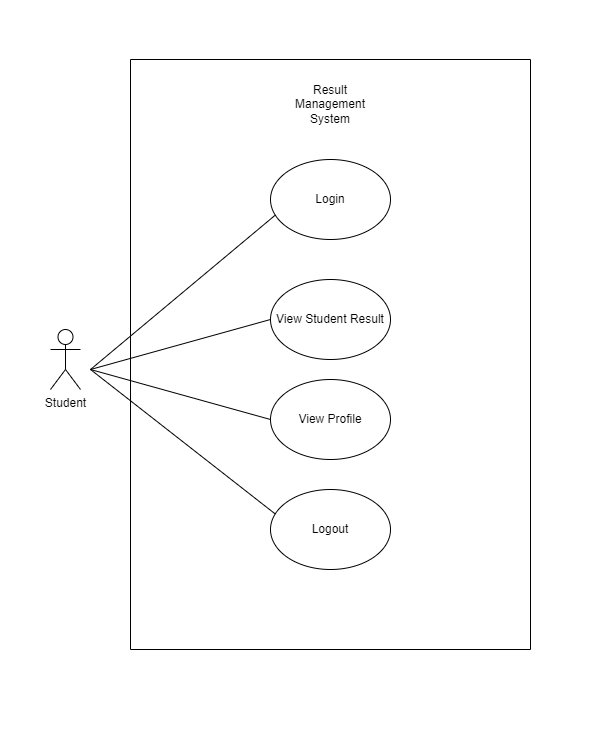 Result
Management
System
Login
View Student Result
Student
View Profile
Logout